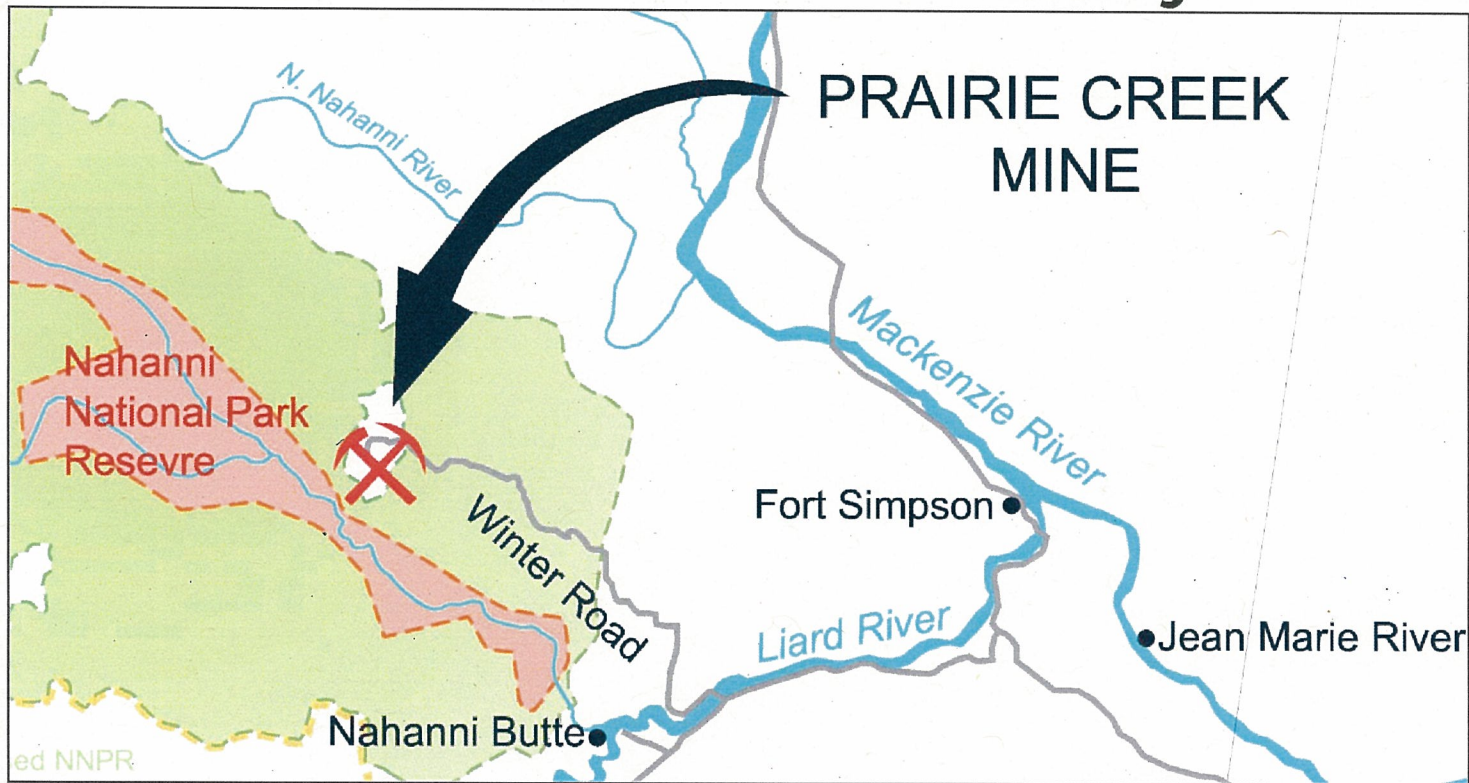 PRAIRIE CREEK
MINE
N. Nahanni River
Mackenzie River
Nahanni
National Park
Resevre
Winter Road
Fort Simpson
Liard River
Jean Marie River
Nahanni Butte
ed NNPR